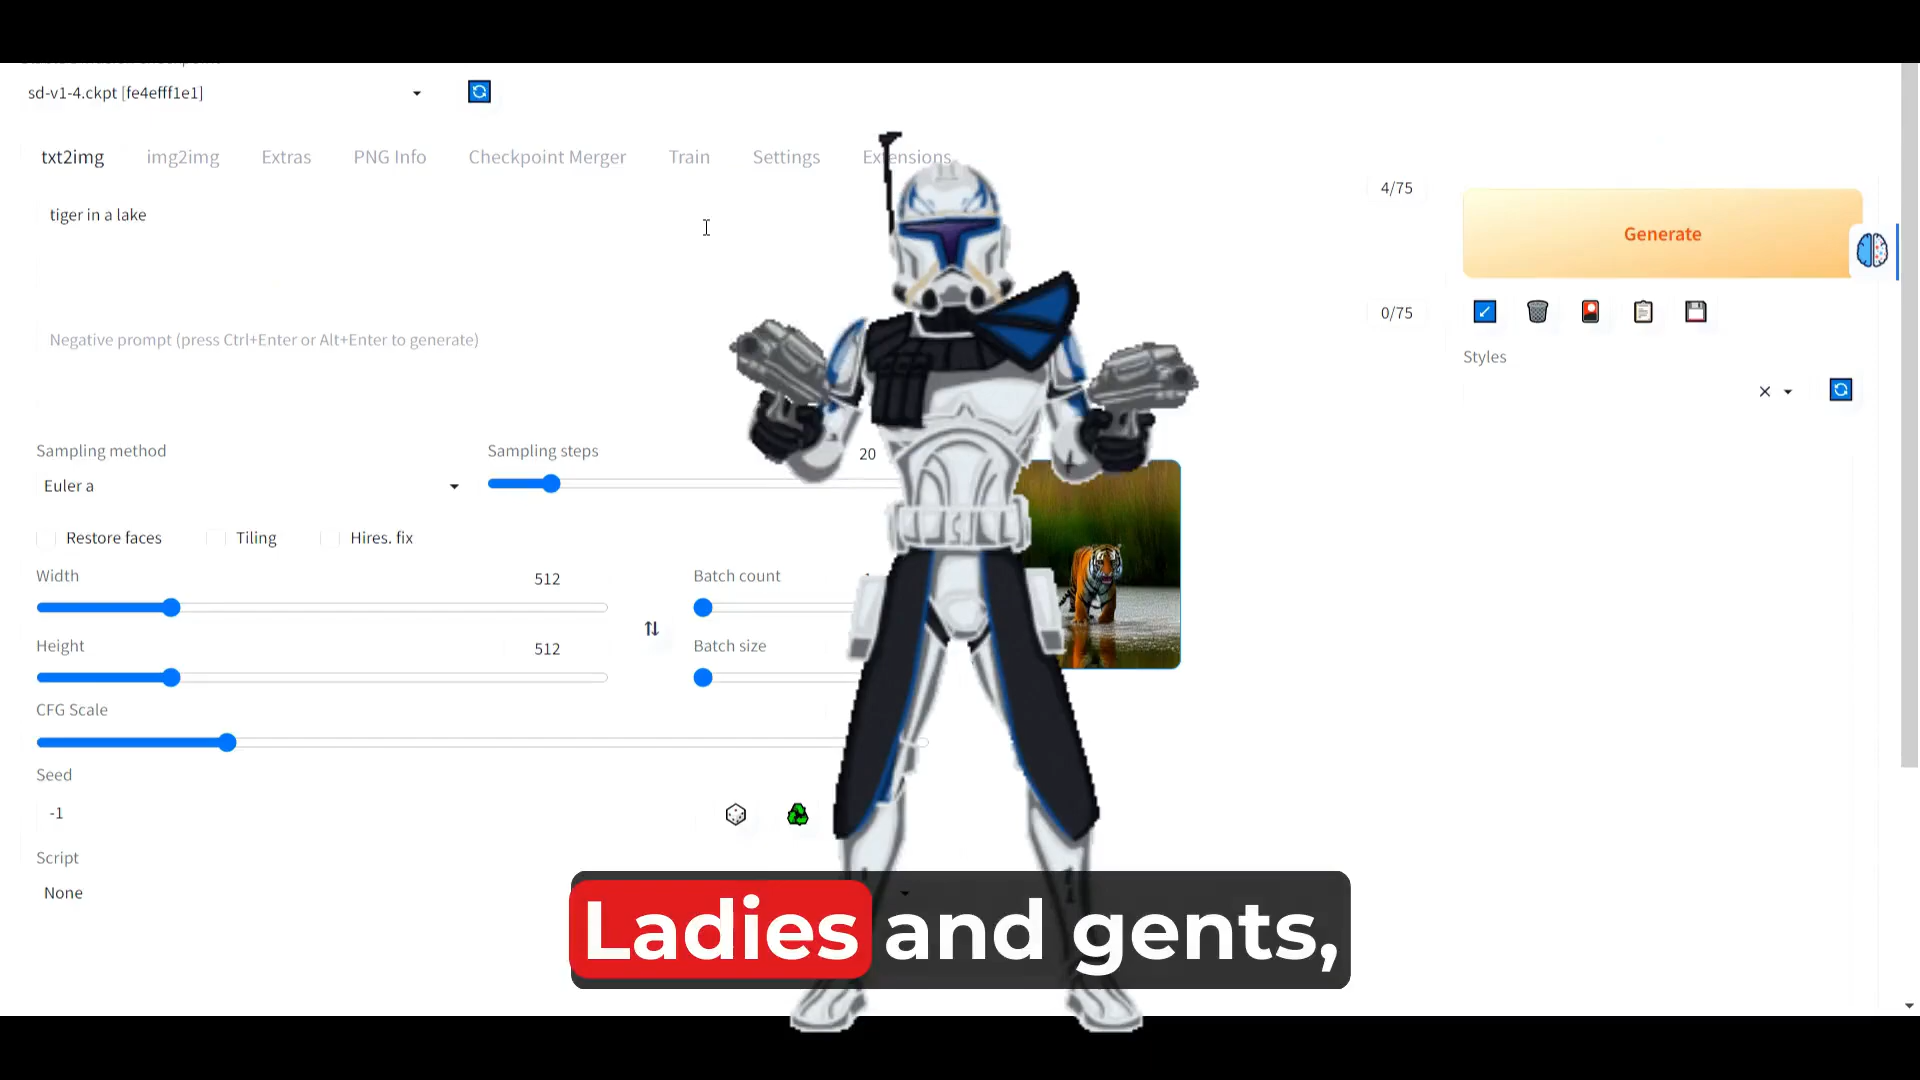 sd-v1-4.ckpt [fe4efff1e1]
txt2img img2img Extras PNG Info Checkpoint Merger Train Settings Extensions
tiger in a lake
4/75
Generate
Negative prompt (press Ctrl+Enter or Alt+Enter to generate)
0/75
Styles
Sampling method
Euler a
Sampling steps
20
Restore faces Tiling Hires. fix
Width
512
Batch count
Height
512
Batch size
CFG Scale
Seed
-1
Script
None
Ladies and gents,